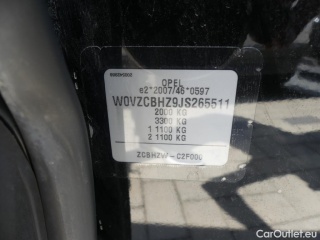 OPEL
e2*2007/46*0597
W0VZCBHZ9JS265511
2000 KG
3300 KG
1 1100 KG
2 1100 KG
ZCBHZW - C2F000
© AutoProxy
CarOutlet.eu